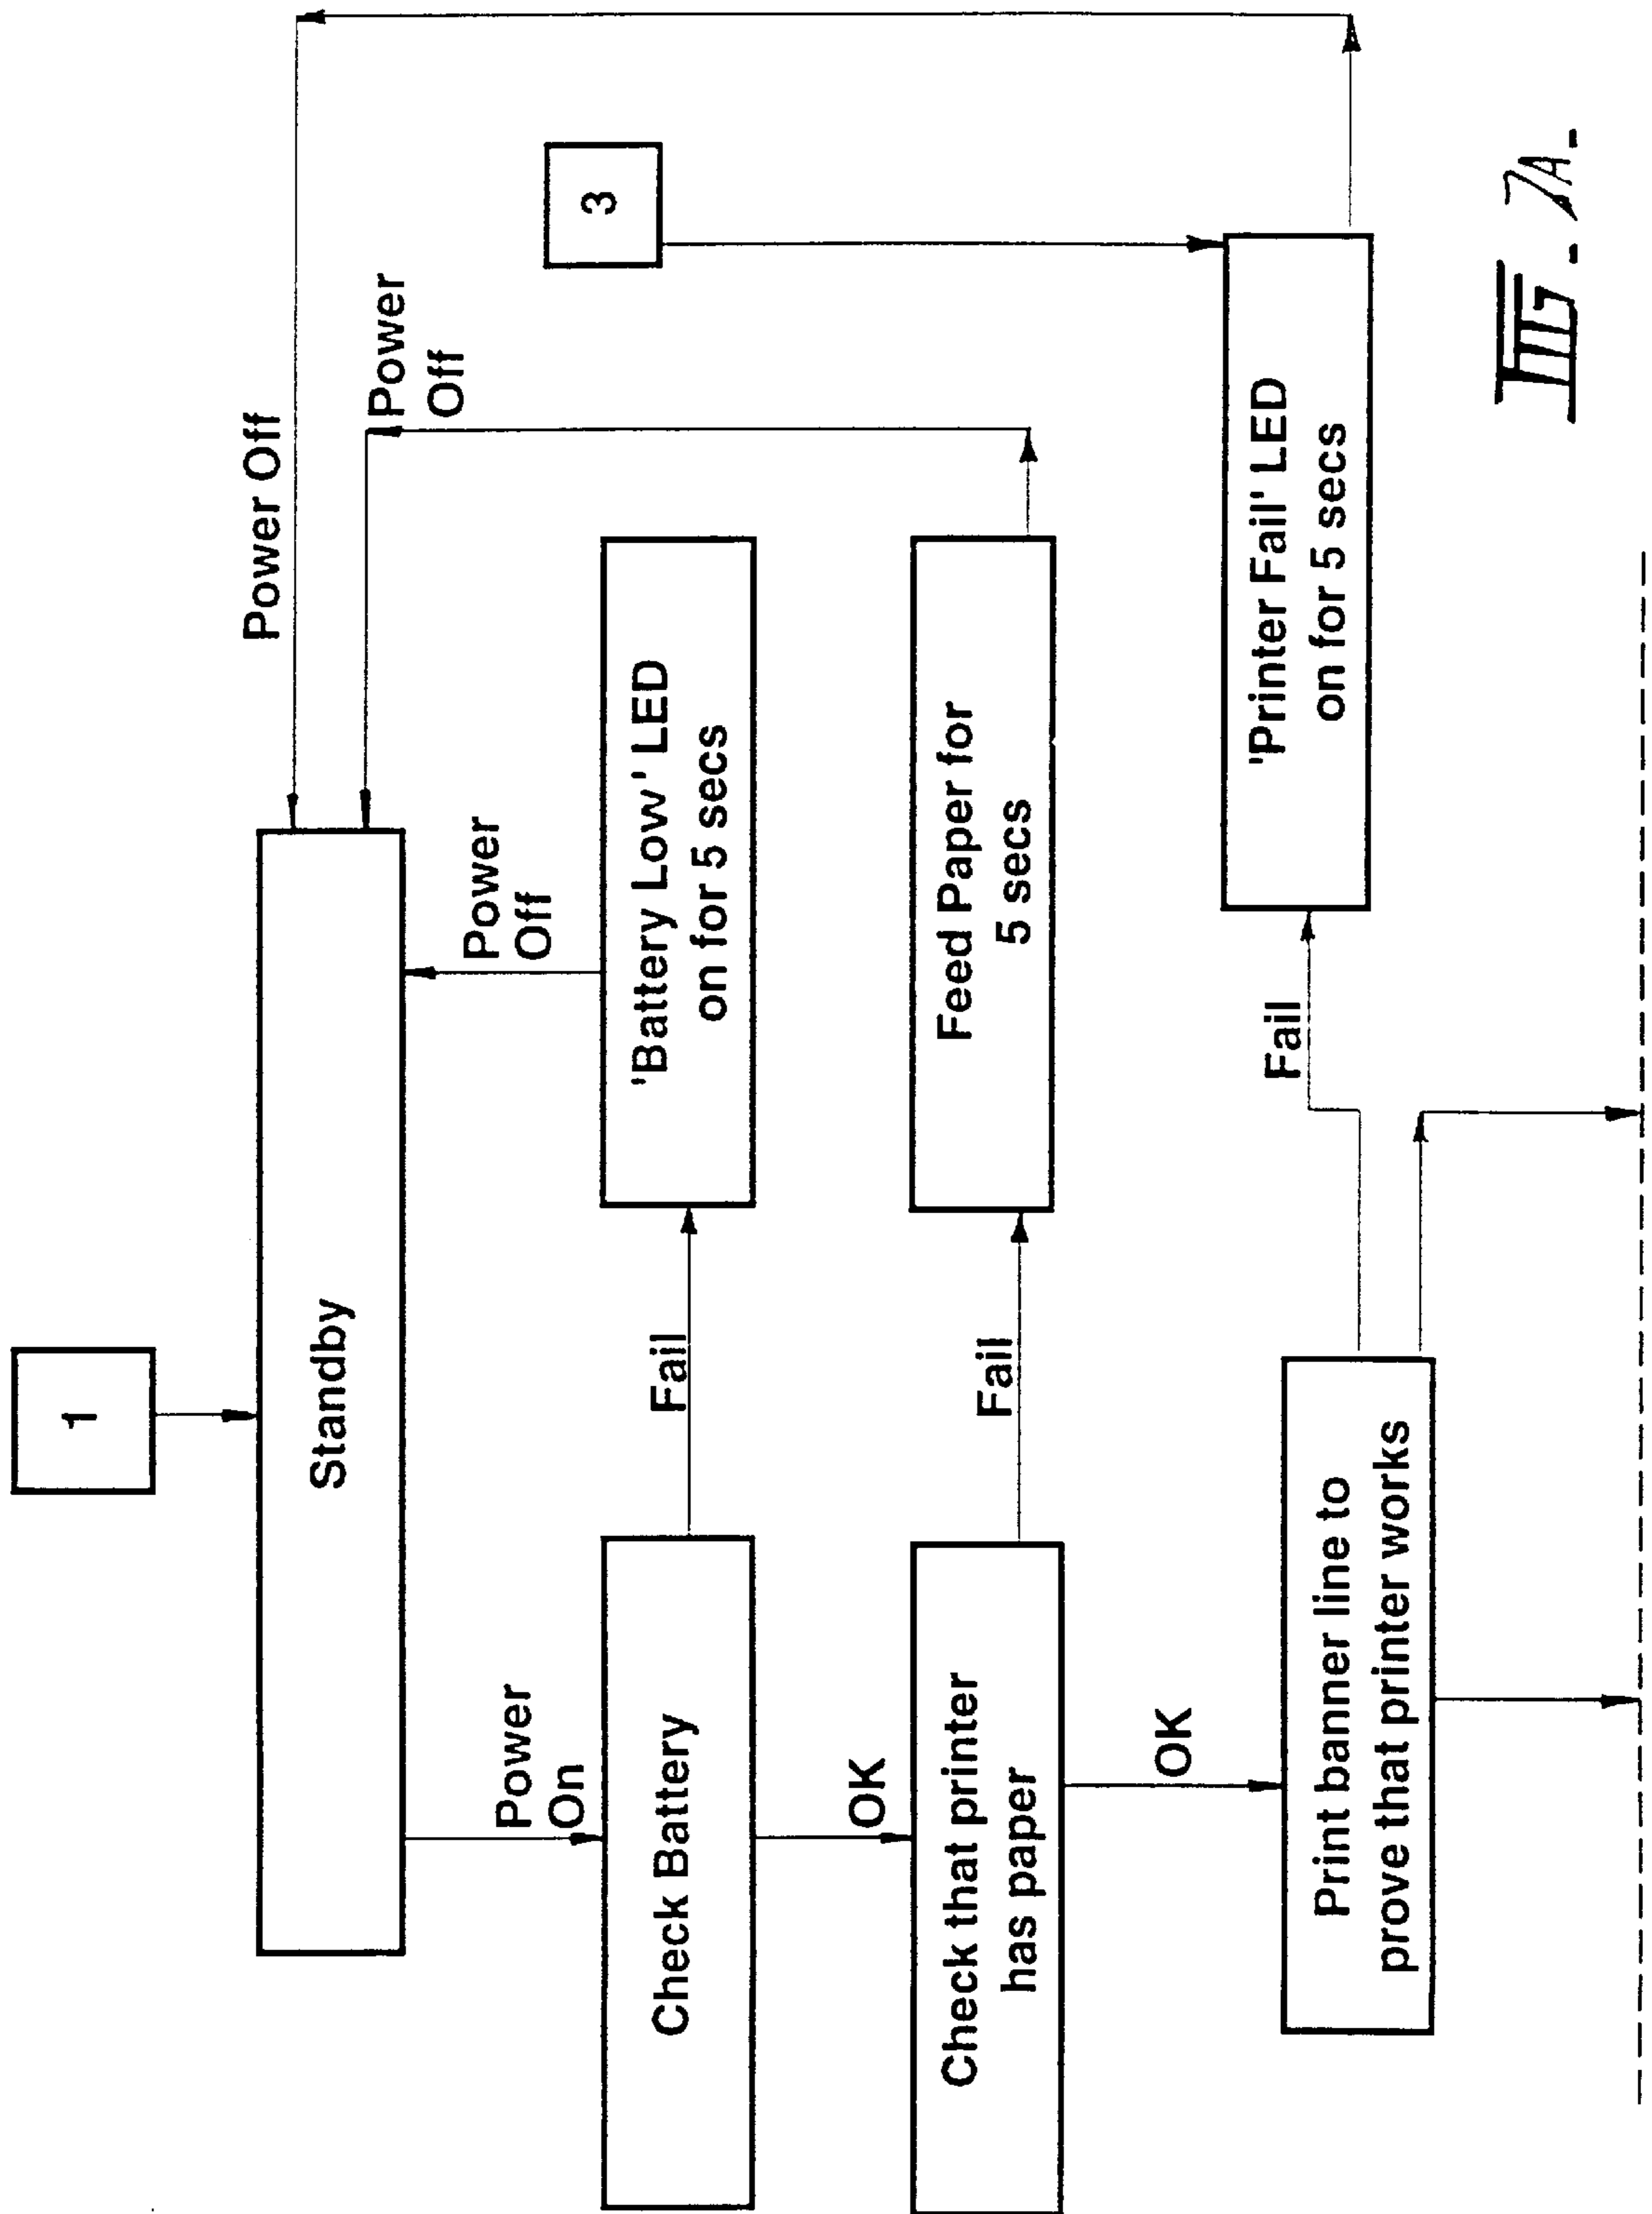 1
Standby
Power Off
Power
On
Power
Off
Power
Off
Check Battery
Fail
'Battery Low' LED
on for 5 secs
3
OK
Check that printer
has paper
Fail
Feed Paper for
5 secs
OK
Print banner line to
prove that printer works
Fail
'Printer Fail' LED
on for 5 secs
FIG. 7A.